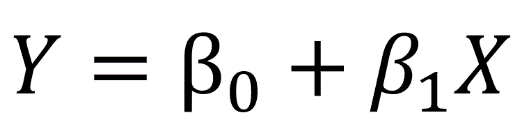 Y = β₀ + β₁X